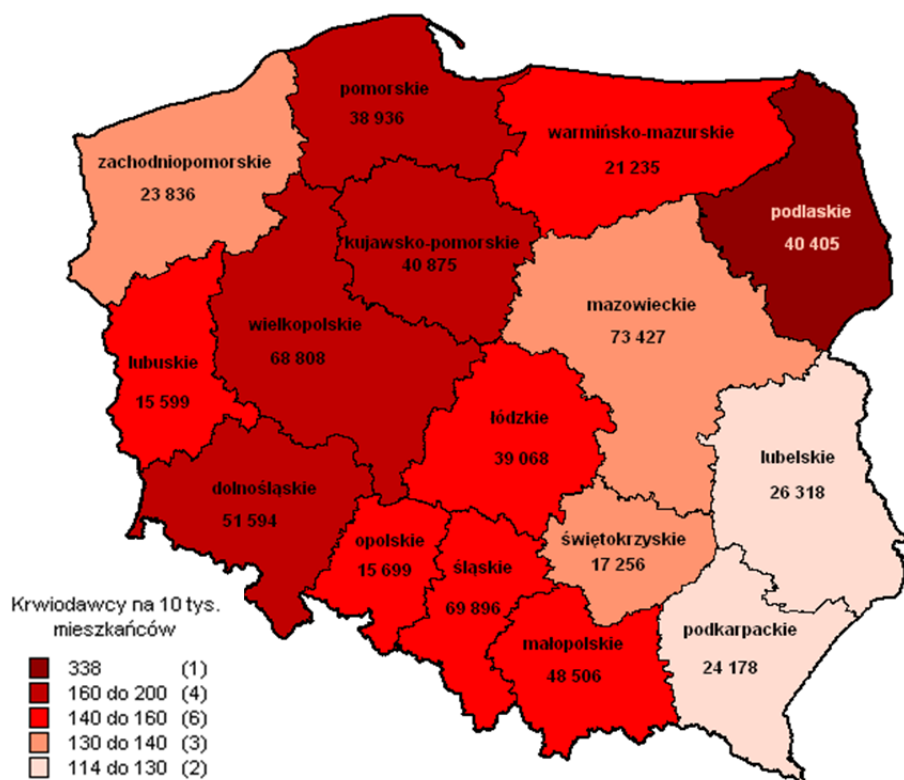 pomorskie
38 936
warmińsko-mazurskie
21 235
zachodniopomorskie
23 836
podlaskie
40 405
kujawsko-pomorskie
40 875
mazowieckie
73 427
wielkopolskie
68 808
lubuskie
15 599
łódzkie
39 068
lubelskie
26 318
dolnośląskie
51 594
opolskie
15 699
śląskie
69 896
świętokrzyskie
17 256
małopolskie
48 506
podkarpackie
24 178
Krwiodawcy na 10 tys.
mieszkańców
338 (1)
160 do 200 (4)
140 do 160 (6)
130 do 140 (3)
114 do 130 (2)